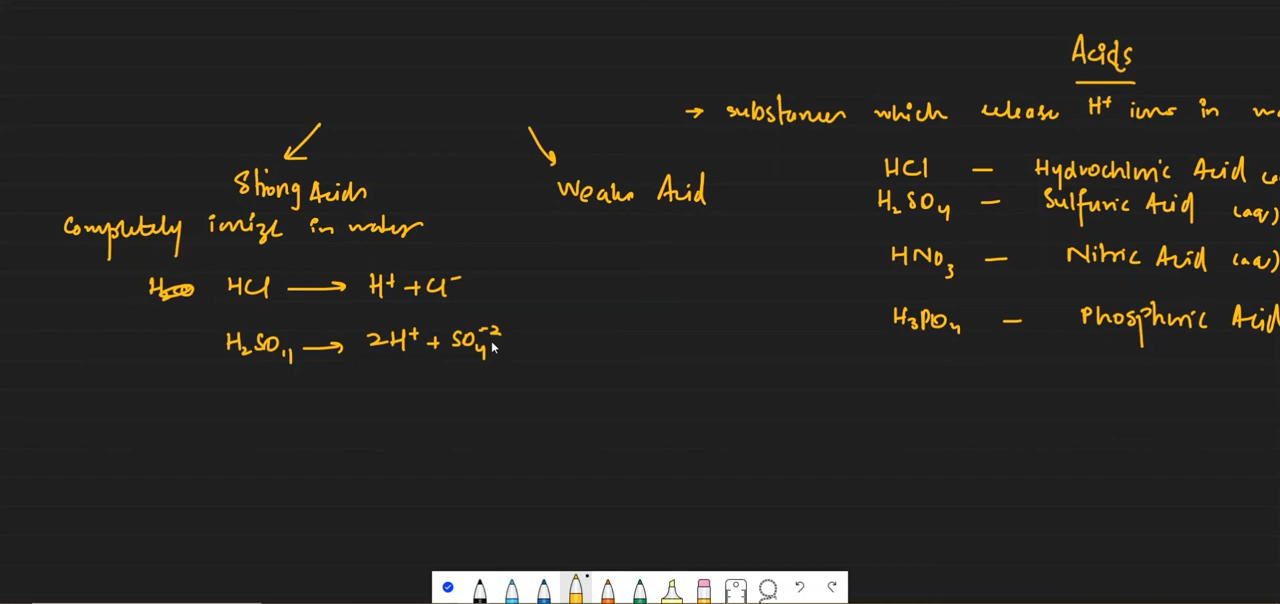 Acids
→ substances which release H⁺ ions in
HCl — Hydrochloric Acid
H₂SO₄ — Sulfuric Acid (aq)
HNO₃ — Nitric Acid (aq)
H₃PO₄ — Phosphoric Acid
Strong Acids
Weak Acid
Completely ionize in water
HCl ⟶ H⁺ + Cl⁻
H₂SO₄ ⟶ 2H⁺ + SO₄⁻²